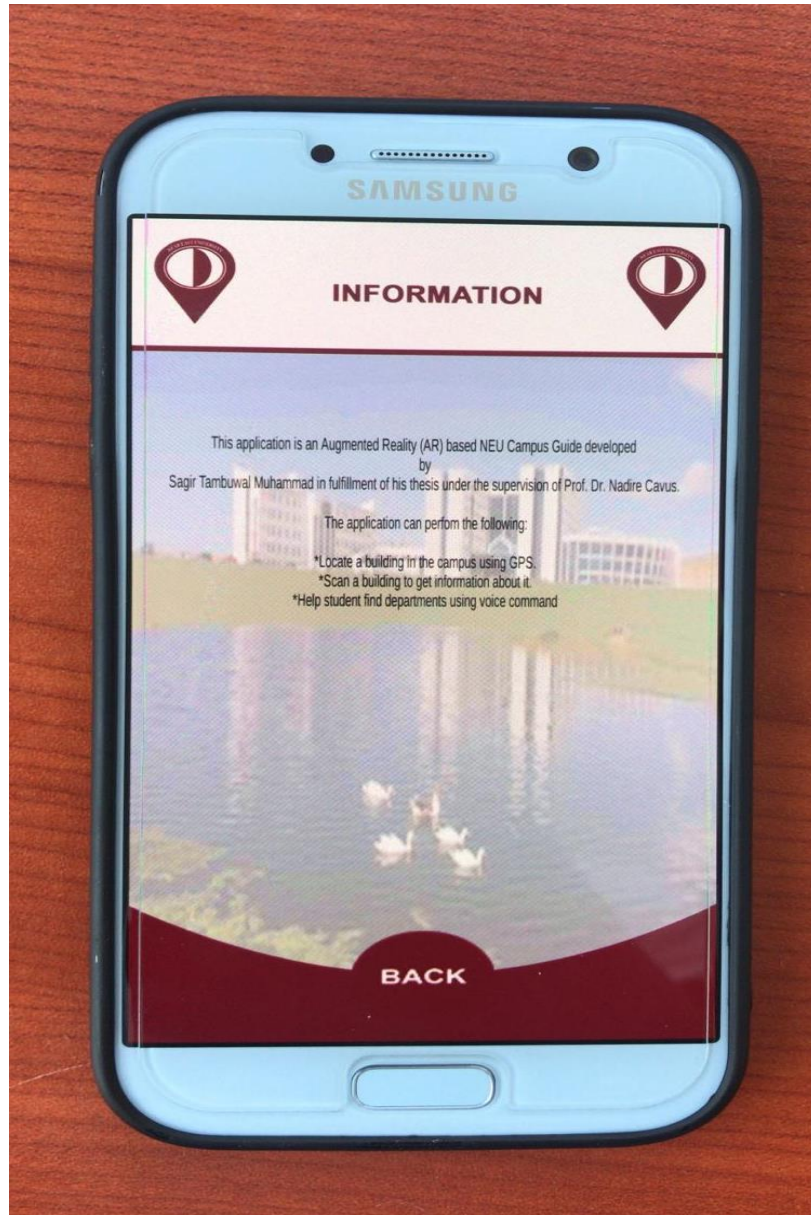 SAMSUNG
INFORMATION
This application is an Augmented Reality (AR) based NEU Campus Guide developed
by
Sagir Tambuwal Muhammad in fulfillment of his thesis under the supervision of Prof. Dr. Nadire Cavus.
The application can perfom the following:
*Locate a building in the campus using GPS.
*Scan a building to get information about it.
*Help student find departments using voice command
BACK